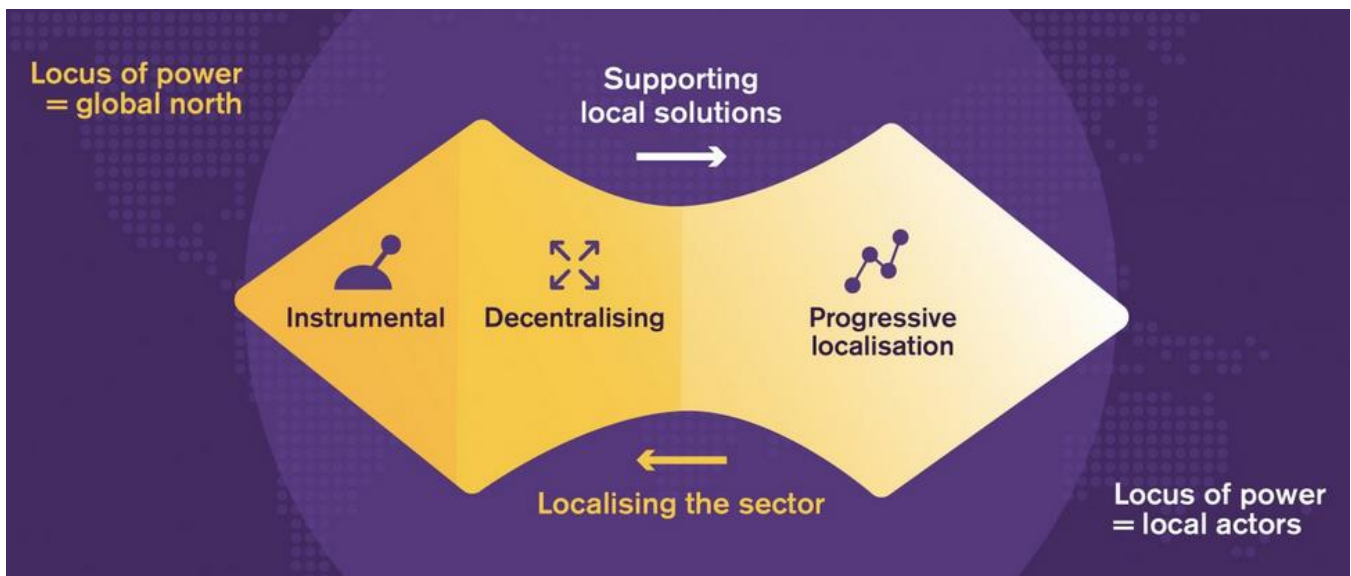 Locus of power
= global north
Supporting
local solutions
Instrumental
Decentralising
Progressive
localisation
Localising the sector
Locus of power
= local actors